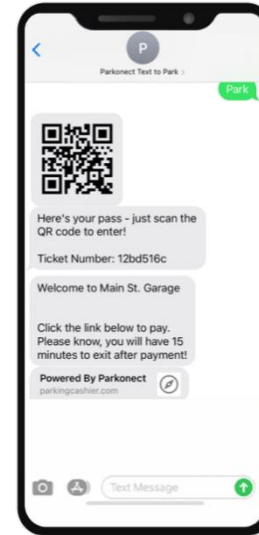 P
Parkonect Text to Park >
Park
Here's your pass - just scan the
QR code to enter!
Ticket Number: 12bd516c
Welcome to Main St. Garage
Click the link below to pay.
Please know, you will have 15
minutes to exit after payment!
Powered By Parkonect
parkingcashier.com
Text Message